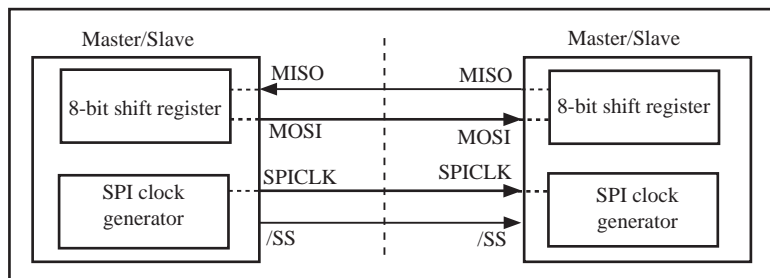 Master/Slave
Master/Slave
MISO
MISO
8-bit shift register
8-bit shift register
MOSI
MOSI
SPICLK
SPICLK
SPI clock
generator
SPI clock
generator
/SS
/SS